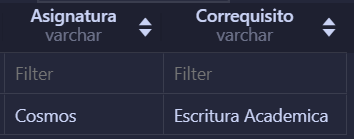 Asignatura Correquisito
varchar varchar
Filter Filter
Cosmos Escritura Academica